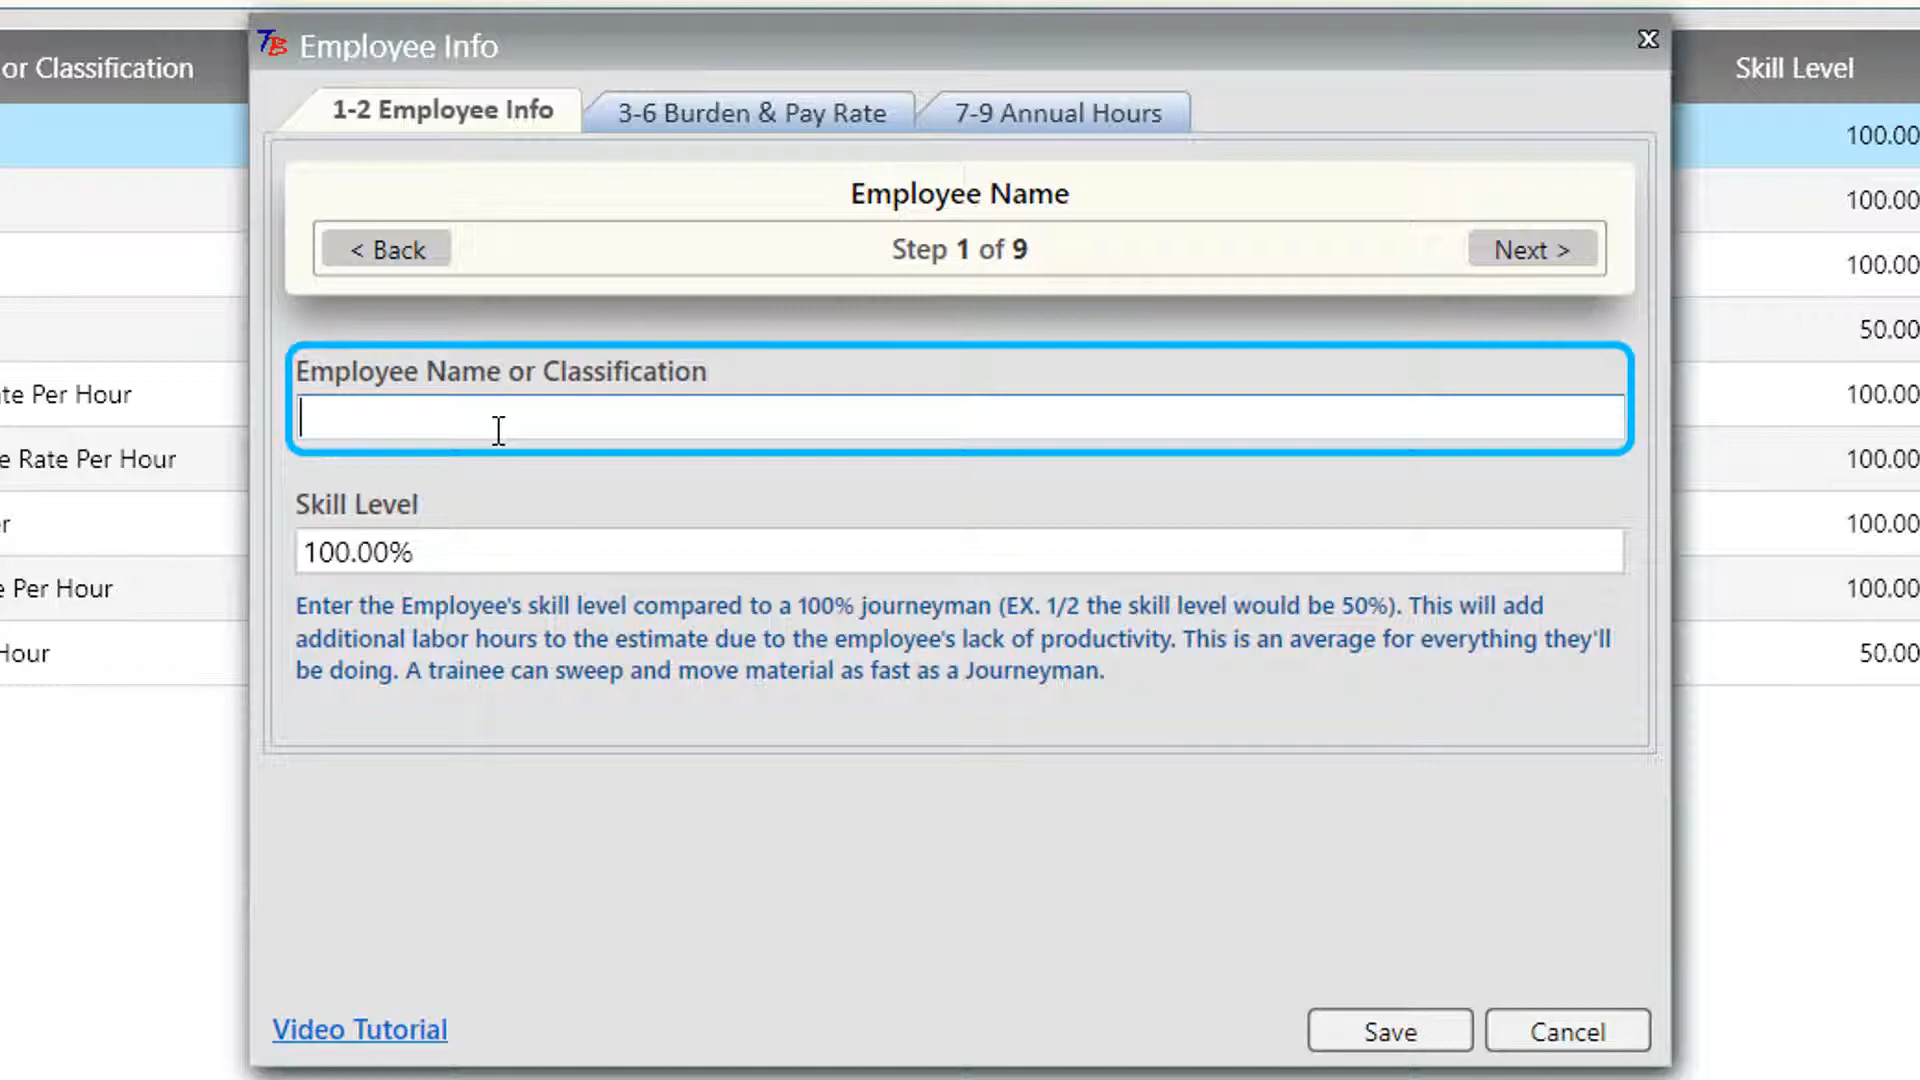 or Classification
te Per Hour
e Rate Per Hour
er
e Per Hour
Hour
TB Employee Info
X
1-2 Employee Info
3-6 Burden & Pay Rate
7-9 Annual Hours
Employee Name
< Back
Step 1 of 9
Next >
Employee Name or Classification
Skill Level
100.00%
Enter the Employee's skill level compared to a 100% journeyman (EX. 1/2 the skill level would be 50%). This will add
additional labor hours to the estimate due to the employee's lack of productivity. This is an average for everything they'll
be doing. A trainee can sweep and move material as fast as a Journeyman.
Video Tutorial
Save
Cancel
Skill Level
100.00
100.00
100.00
50.00
100.00
100.00
100.00
100.00
50.00